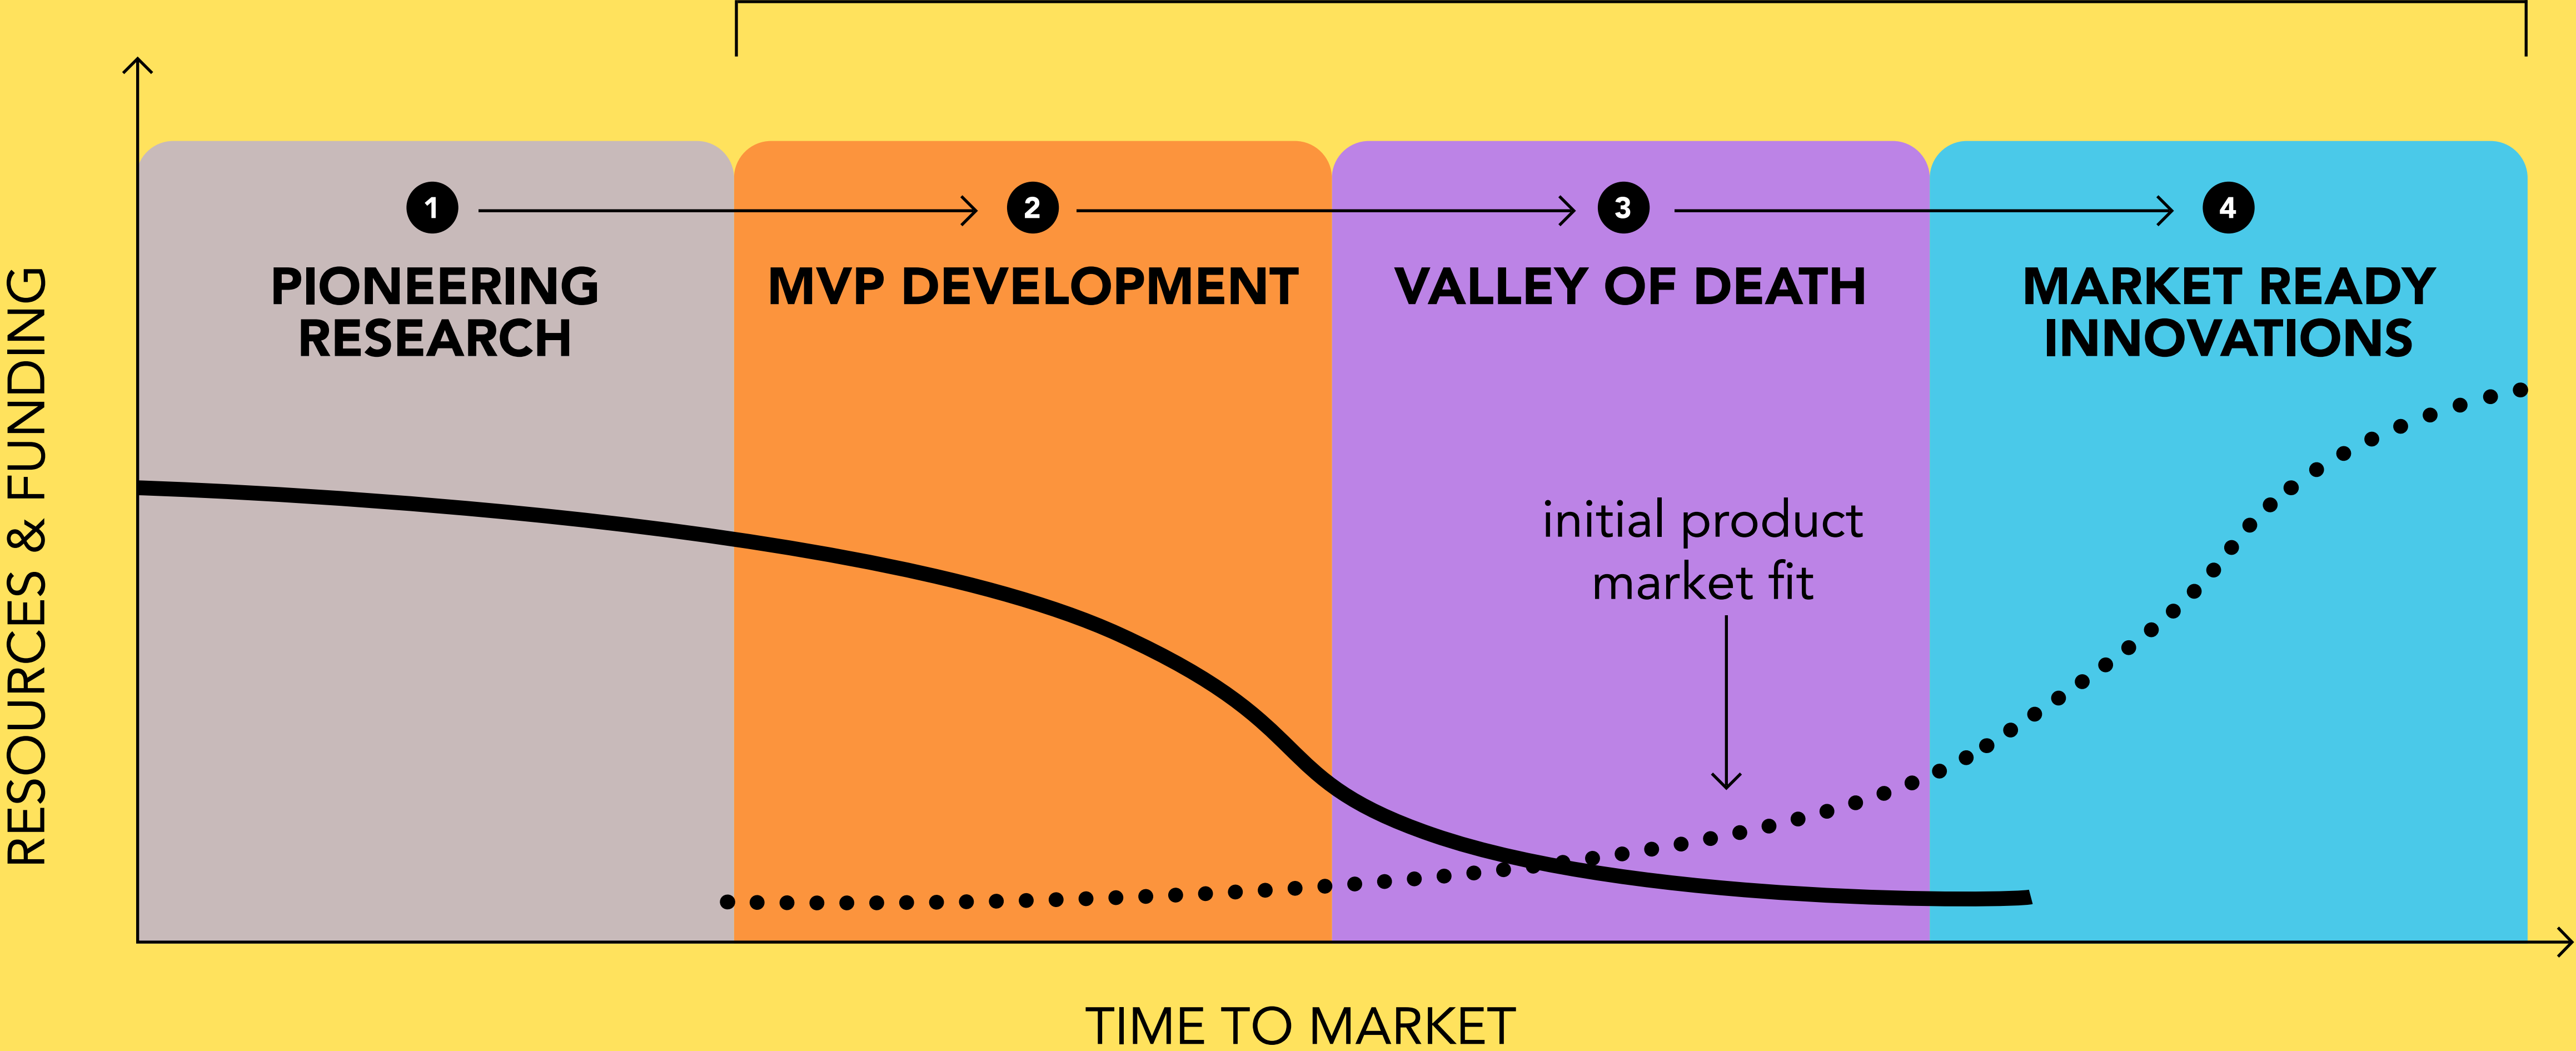 1
2
3
4
PIONEERING
RESEARCH
MVP DEVELOPMENT
VALLEY OF DEATH
MARKET READY
INNOVATIONS
initial product
market fit
RESOURCES & FUNDING
TIME TO MARKET